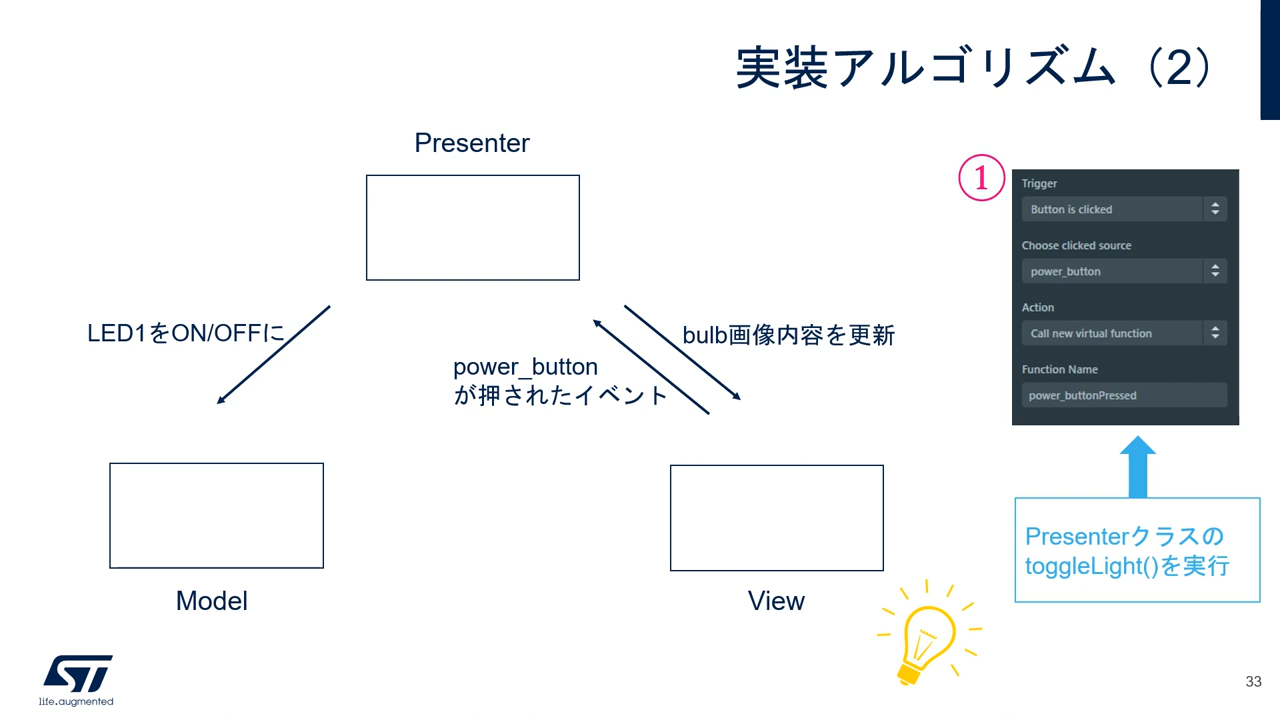 実装アルゴリズム（2）
Presenter
LED1をON/OFFに
power_button
が押されたイベント
bulb画像内容を更新
Model
View
①
Trigger
Button is clicked
Choose clicked source
power_button
Action
Call new virtual function
Function Name
power_buttonPressed
Presenterクラスの
toggleLight()を実行
ST
life.augmented
33